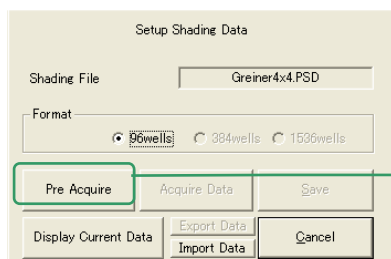 Setup Shading Data
Shading File Greiner4x4.PSD
Format
96wells 384wells 1536wells
Pre Acquire Acquire Data Save
Display Current Data Export Data Cancel
Import Data